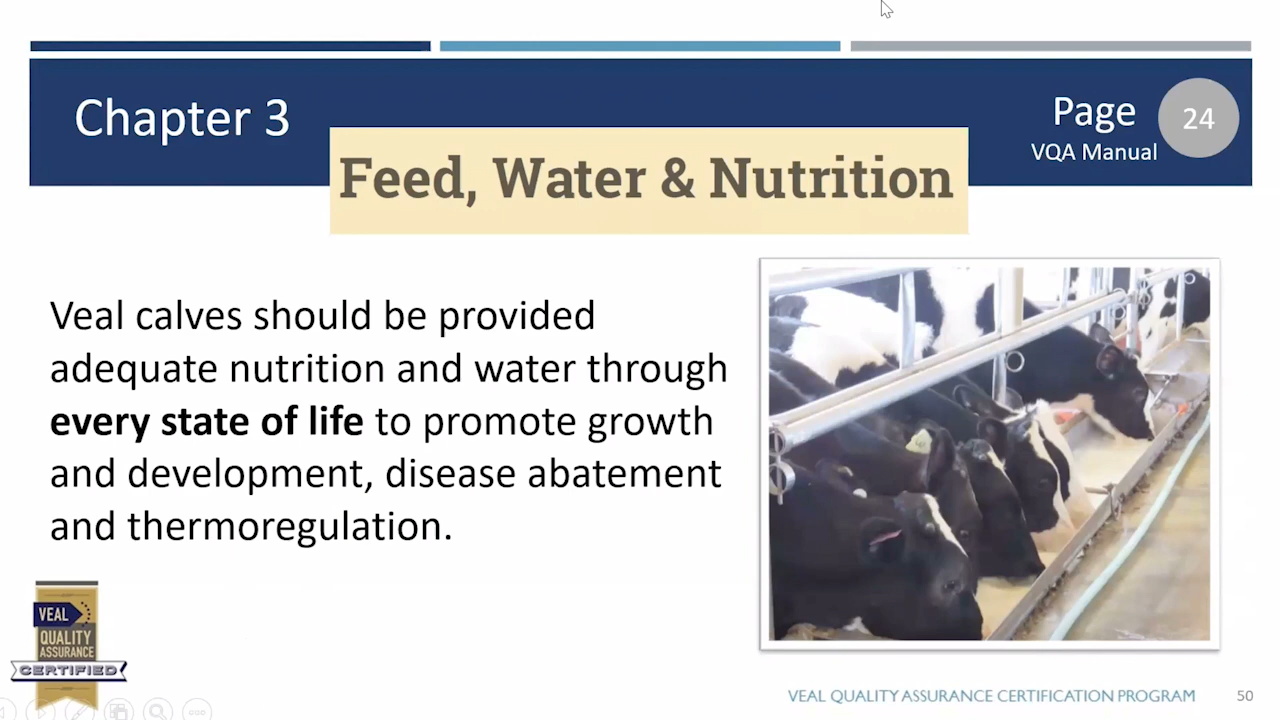 Chapter 3
Page
VQA Manual
24
Feed, Water & Nutrition
Veal calves should be provided
adequate nutrition and water through
every state of life to promote growth
and development, disease abatement
and thermoregulation.
VEAL
QUALITY
ASSURANCE
CERTIFIED
VEAL QUALITY ASSURANCE CERTIFICATION PROGRAM
50